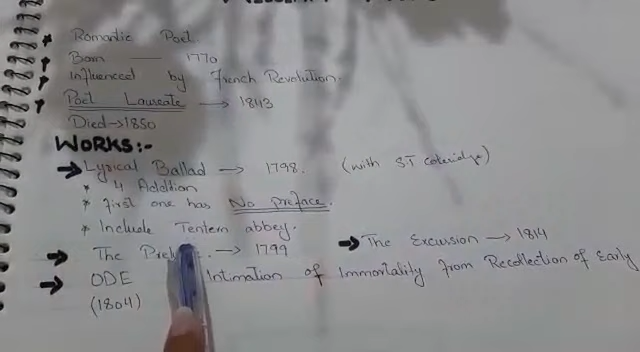 * Romantic Poet.
* Born — 1770
* Influenced by French Revolution.
* Poet Laureate → 1843
Died → 1850
WORKS:-
→ Lyrical Ballad → 1798. (with S.T Coleridge)
* 4 Addition
* First one has No preface.
* Include Tentern abbey.
→ The → 1799 → The Excursion → 1814
→ ODE Intimation of Immortality from Recollection of Early
(1804)